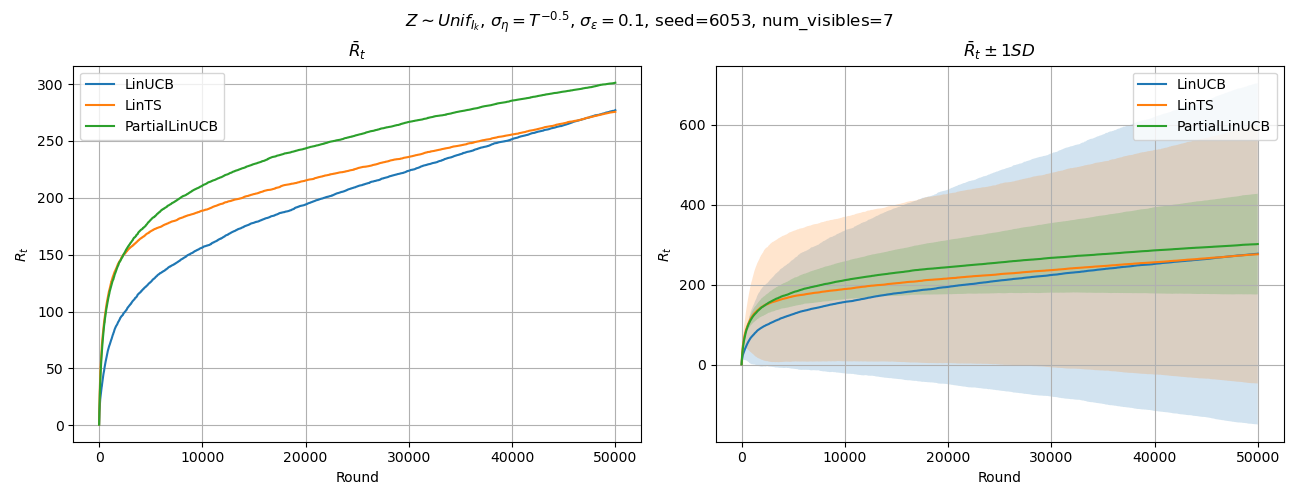 Z ∼ Unif_{I_k}, σ_η = T^{−0.5}, σ_ε = 0.1, seed=6053, num_visibles=7
R̄_t
R_t
300
250
200
150
100
50
0
LinUCB
LinTS
PartialLinUCB
0 10000 20000 30000 40000 50000
Round
R̄_t ± 1SD
R_t
600
400
200
0
LinUCB
LinTS
PartialLinUCB
0 10000 20000 30000 40000 50000
Round